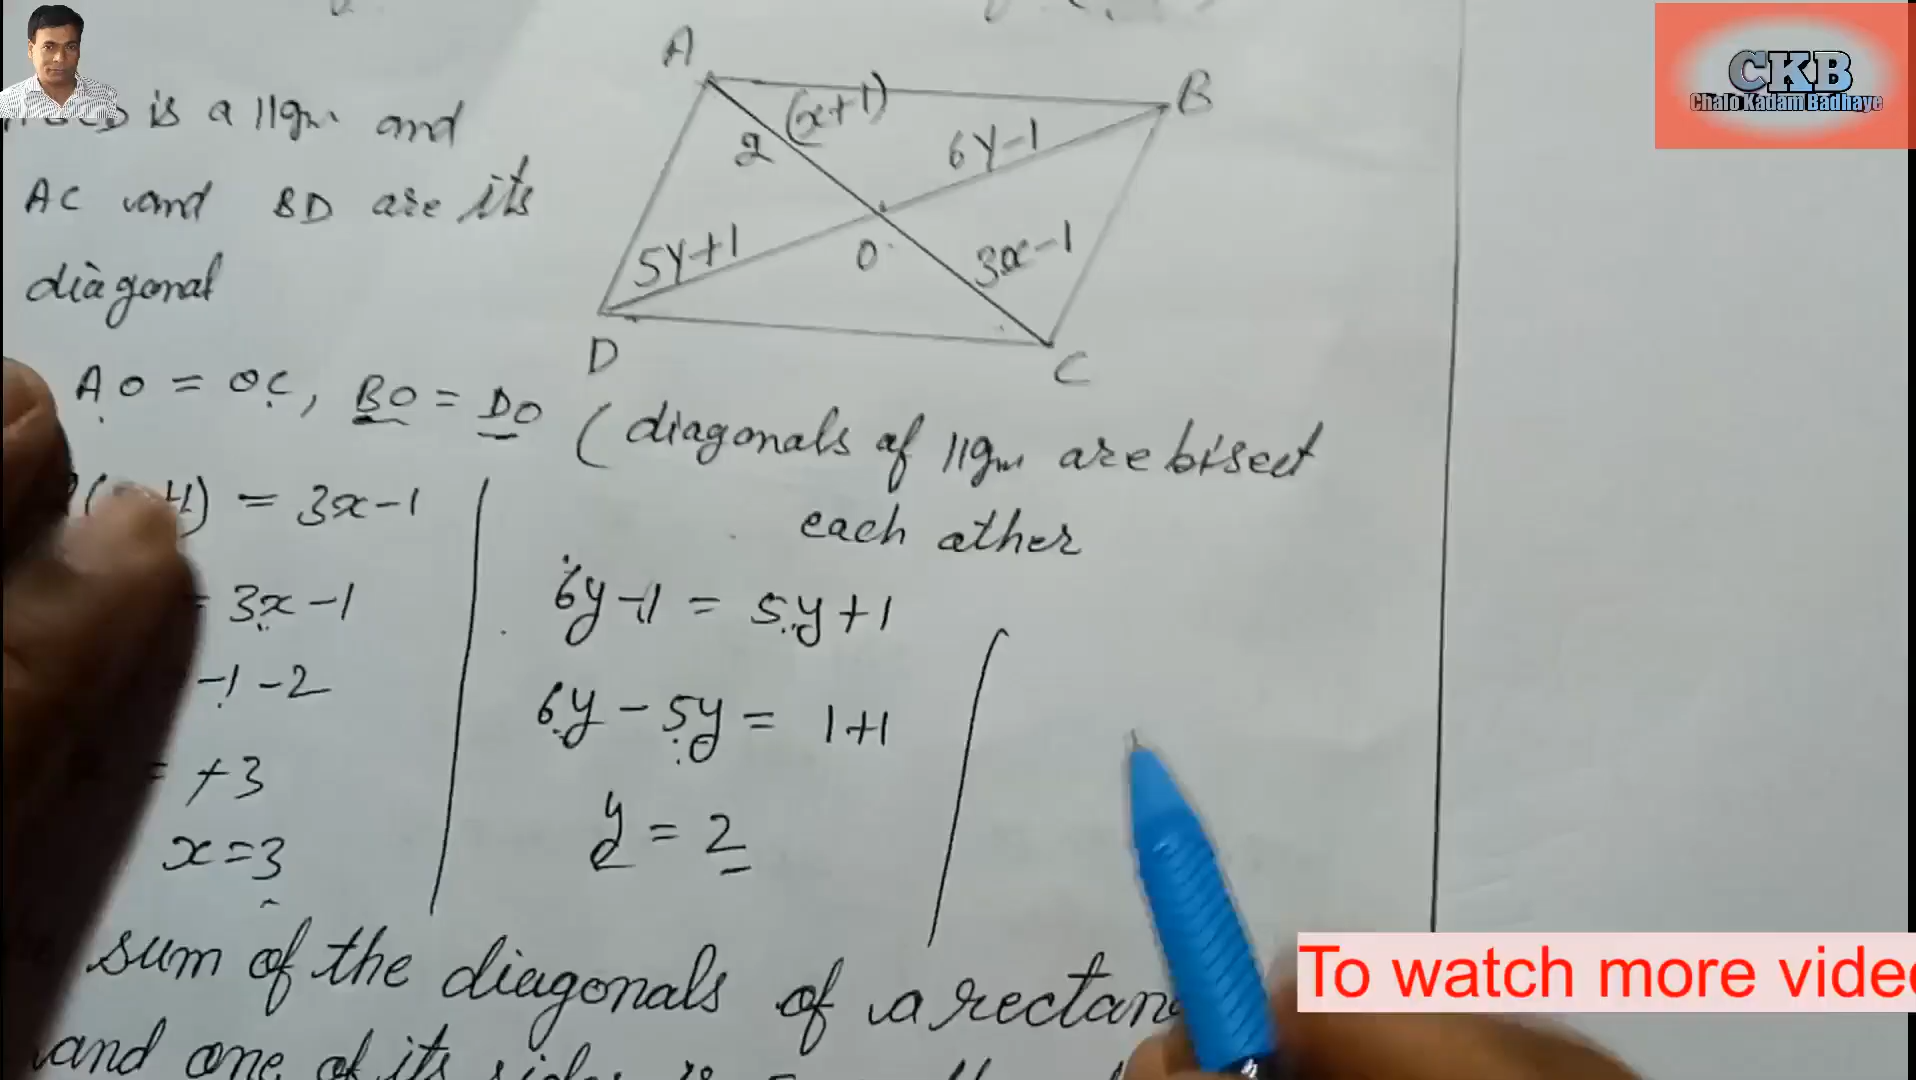 CKB
Chalo Kadam Badhaye
A
B
(x+1)
2
6y-1
is a ||gm and
AC and BD are its
diagonal
5y+1
O
3x-1
D
C
AO = OC, BO = DO (diagonals of ||gm are bisect
each ather
= 3x-1
6y-1 = 5y+1
= 3x-1
-1-2
6y-5y = 1+1
= +3
y = 2
x=3
sum of the diagonals of a
and one of its
To watch more